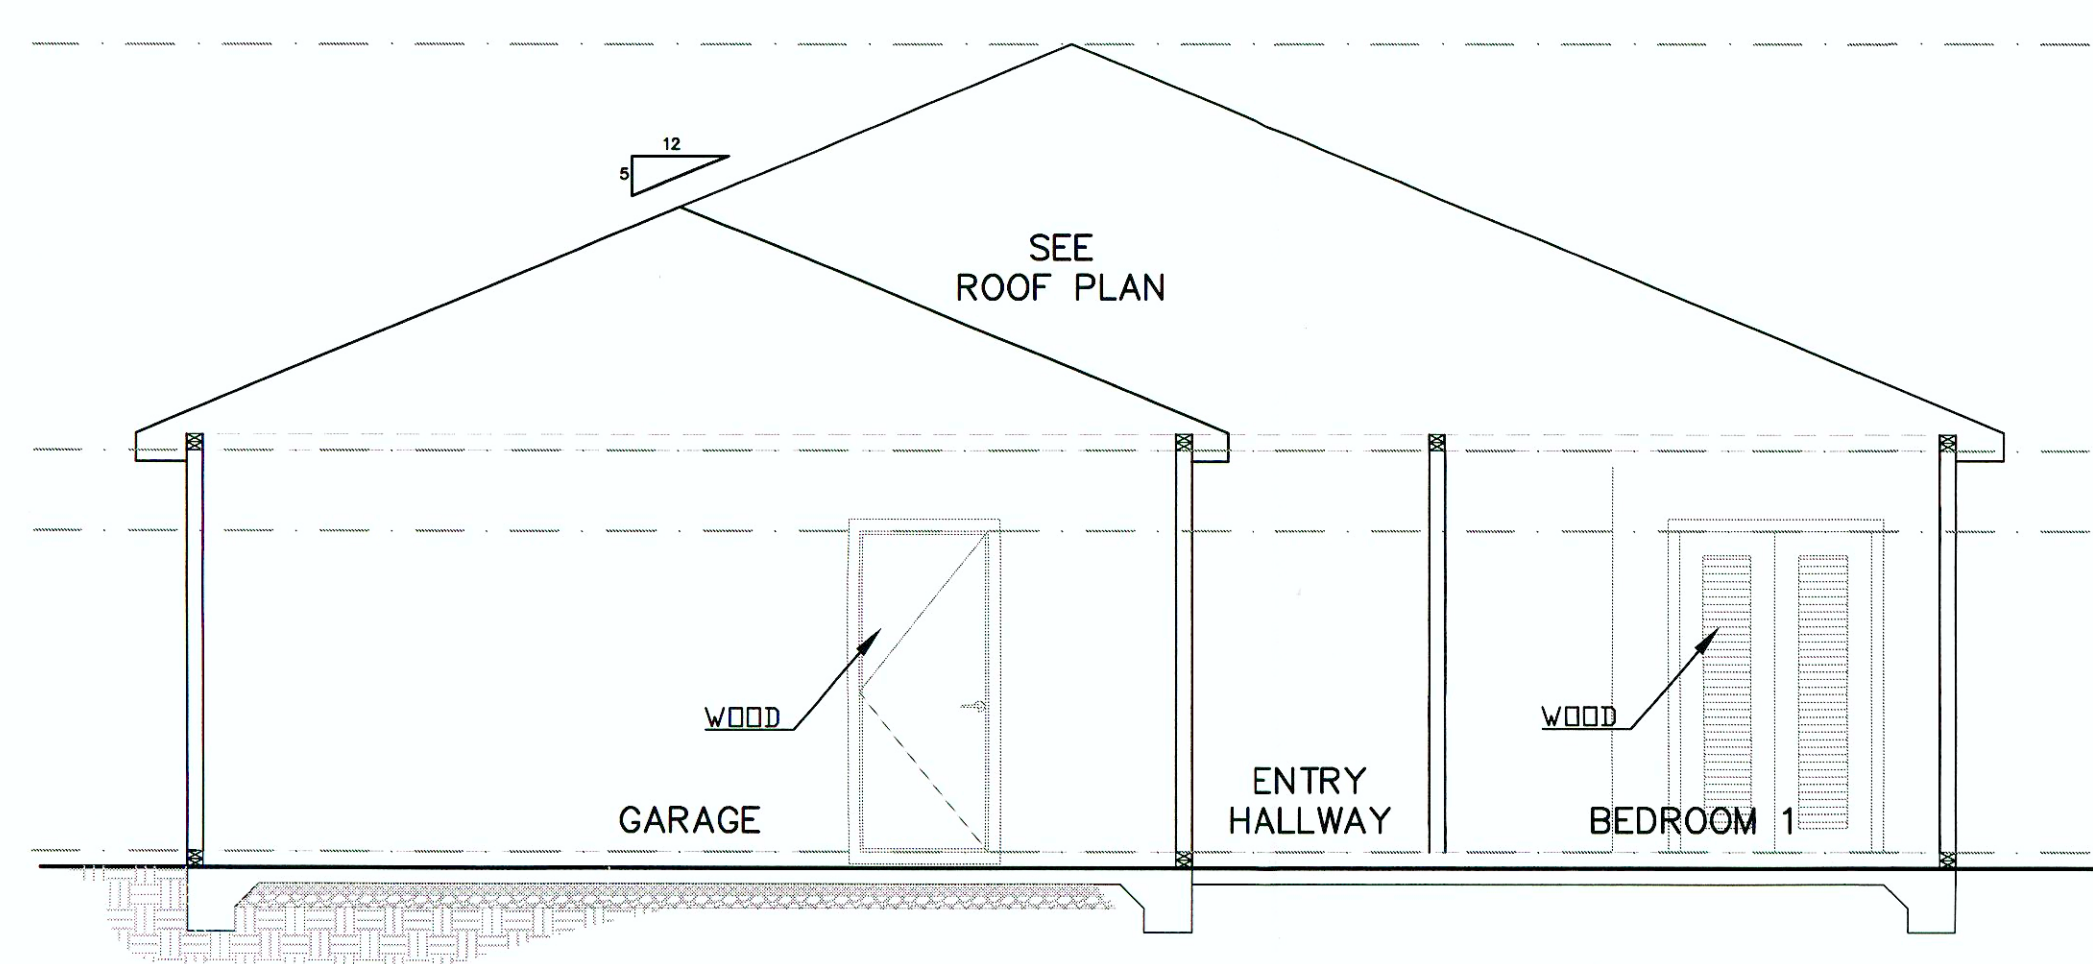 12
5
SEE
ROOF PLAN
WOOD
WOOD
ENTRY
HALLWAY
GARAGE
BEDROOM 1